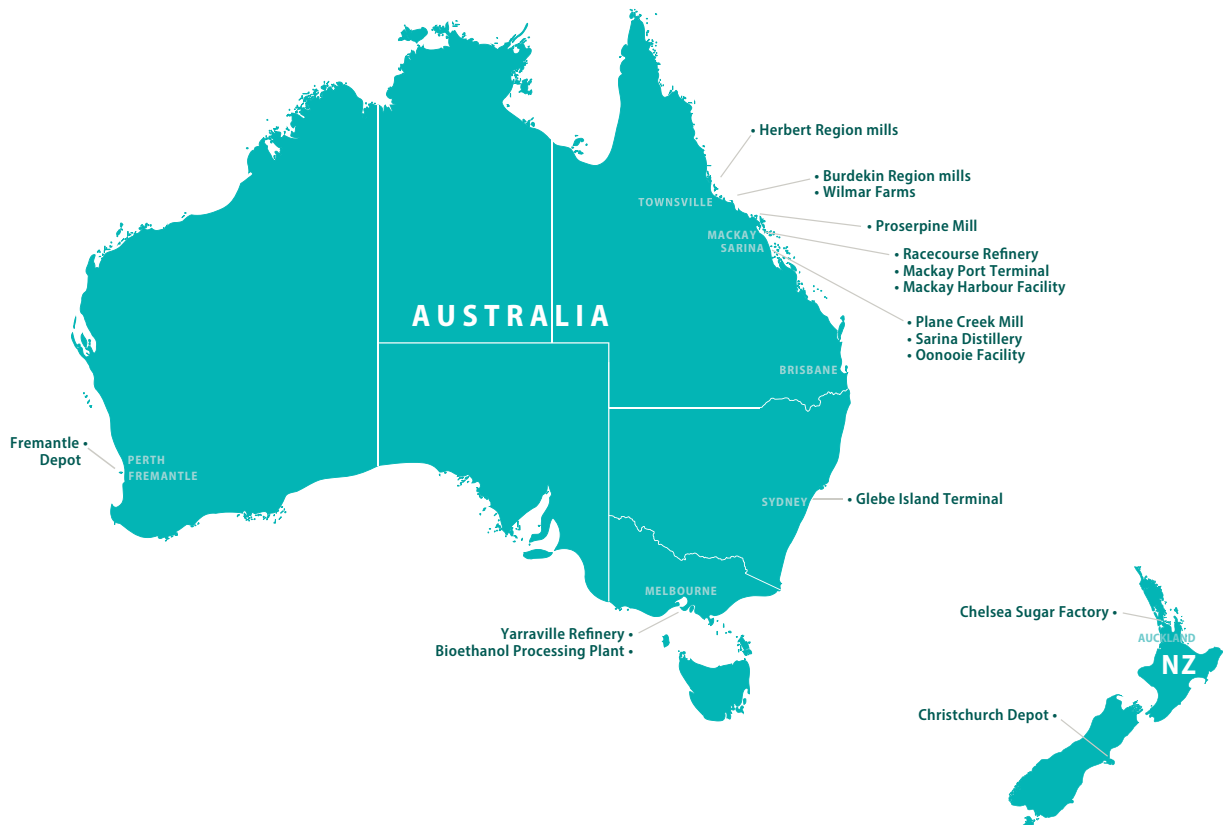 • Herbert Region mills
• Burdekin Region mills
• Wilmar Farms
TOWNSVILLE
• Proserpine Mill
MACKAY
SARINA
• Racecourse Refinery
• Mackay Port Terminal
• Mackay Harbour Facility
AUSTRALIA
• Plane Creek Mill
• Sarina Distillery
• Oonooie Facility
BRISBANE
Fremantle •
Depot
PERTH
FREMANTLE
SYDNEY
• Glebe Island Terminal
MELBOURNE
Yarraville Refinery •
Bioethanol Processing Plant •
Chelsea Sugar Factory •
AUCKLAND
NZ
Christchurch Depot •